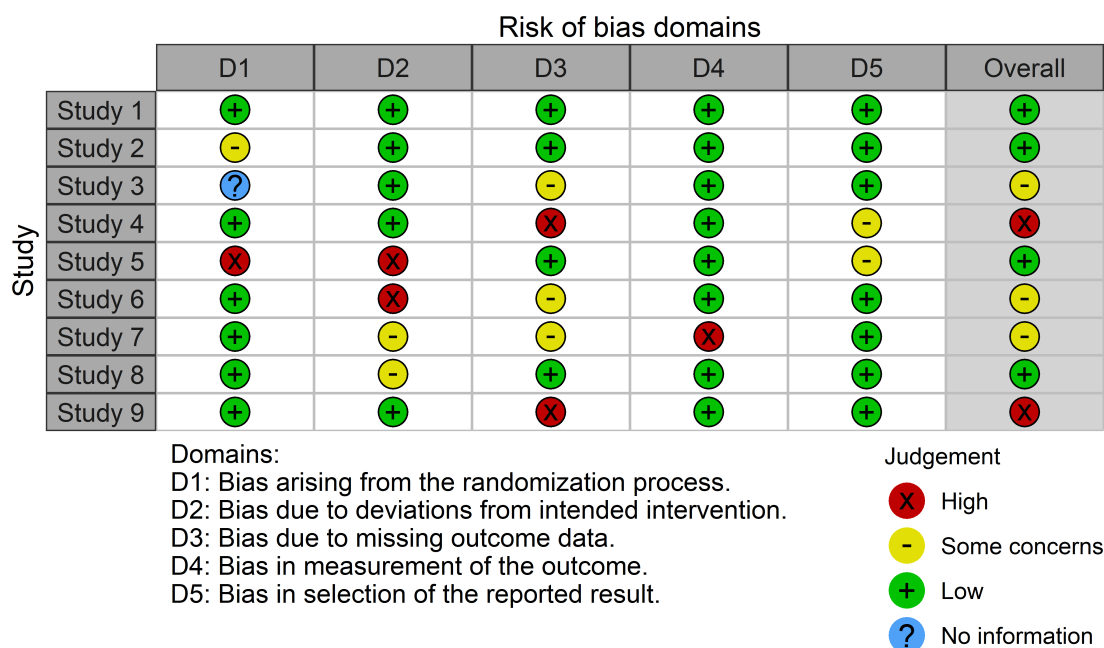 Risk of bias domains
D1 D2 D3 D4 D5 Overall
Study
Study 1 + + + + + +
Study 2 - + + + + +
Study 3 ? + - + + -
Study 4 + + X + - X
Study 5 X X + + - +
Study 6 + X - + + -
Study 7 + - - X + -
Study 8 + - + + + +
Study 9 + + X + + X
Domains:
D1: Bias arising from the randomization process.
D2: Bias due to deviations from intended intervention.
D3: Bias due to missing outcome data.
D4: Bias in measurement of the outcome.
D5: Bias in selection of the reported result.
Judgement
X High
- Some concerns
+ Low
? No information